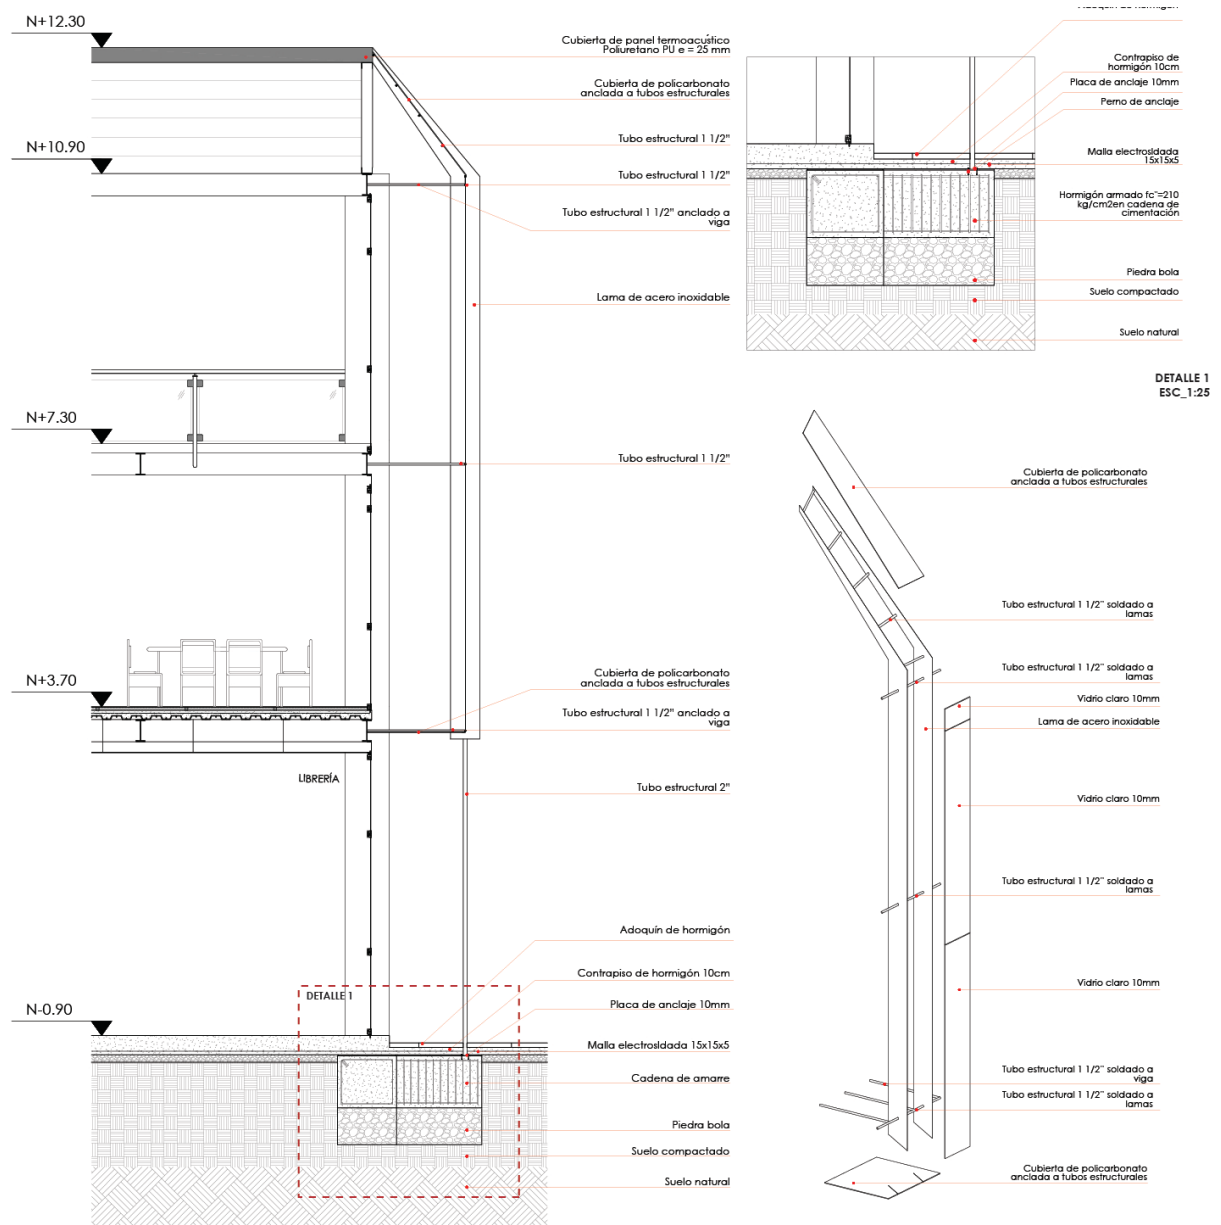 N+12.30
Cubierta de panel termoacústico
Poliuretano PU e = 25 mm
Cubierta de policarbonato
anclada a tubos estructurales
Tubo estructural 1 1/2"
N+10.90
Tubo estructural 1 1/2"
Tubo estructural 1 1/2" anclado a
viga
Lama de acero inoxidable
N+7.30
Tubo estructural 1 1/2"
N+3.70
Cubierta de policarbonato
anclada a tubos estructurales
Tubo estructural 1 1/2" anclado a
viga
LIBRERÍA
Tubo estructural 2"
Adoquín de hormigón
Contrapiso de hormigón 10cm
DETALLE 1
Placa de anclaje 10mm
N-0.90
Malla electrosldada 15x15x5
Cadena de amarre
Piedra bola
Suelo compactado
Suelo natural
Adoquín de hormigón
Contrapiso de
hormigón 10cm
Placa de anclaje 10mm
Perno de anclaje
Malla electrosldada
15x15x5
Hormigón armado fc"=210
kg/cm2en cadena de
cimentación
Piedra bola
Suelo compactado
Suelo natural
DETALLE 1
ESC_1:25
Cubierta de policarbonato
anclada a tubos estructurales
Tubo estructural 1 1/2" soldado a
lamas
Tubo estructural 1 1/2" soldado a
lamas
Vidrio claro 10mm
Lama de acero inoxidable
Vidrio claro 10mm
Tubo estructural 1 1/2" soldado a
lamas
Vidrio claro 10mm
Tubo estructural 1 1/2" soldado a
viga
Tubo estructural 1 1/2" soldado a
lamas
Cubierta de policarbonato
anclada a tubos estructurales